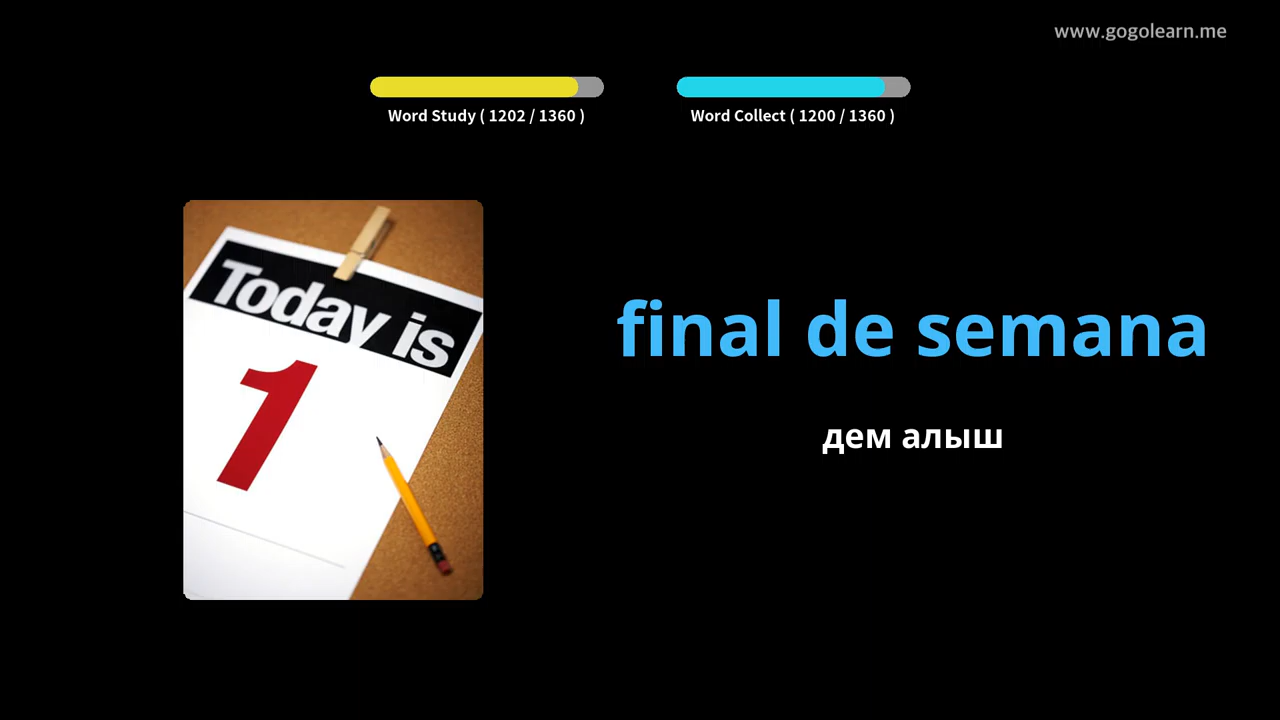 www.gogolearn.me
Word Study ( 1202 / 1360 )
Word Collect ( 1200 / 1360 )
Today is
1
final de semana
дем алыш